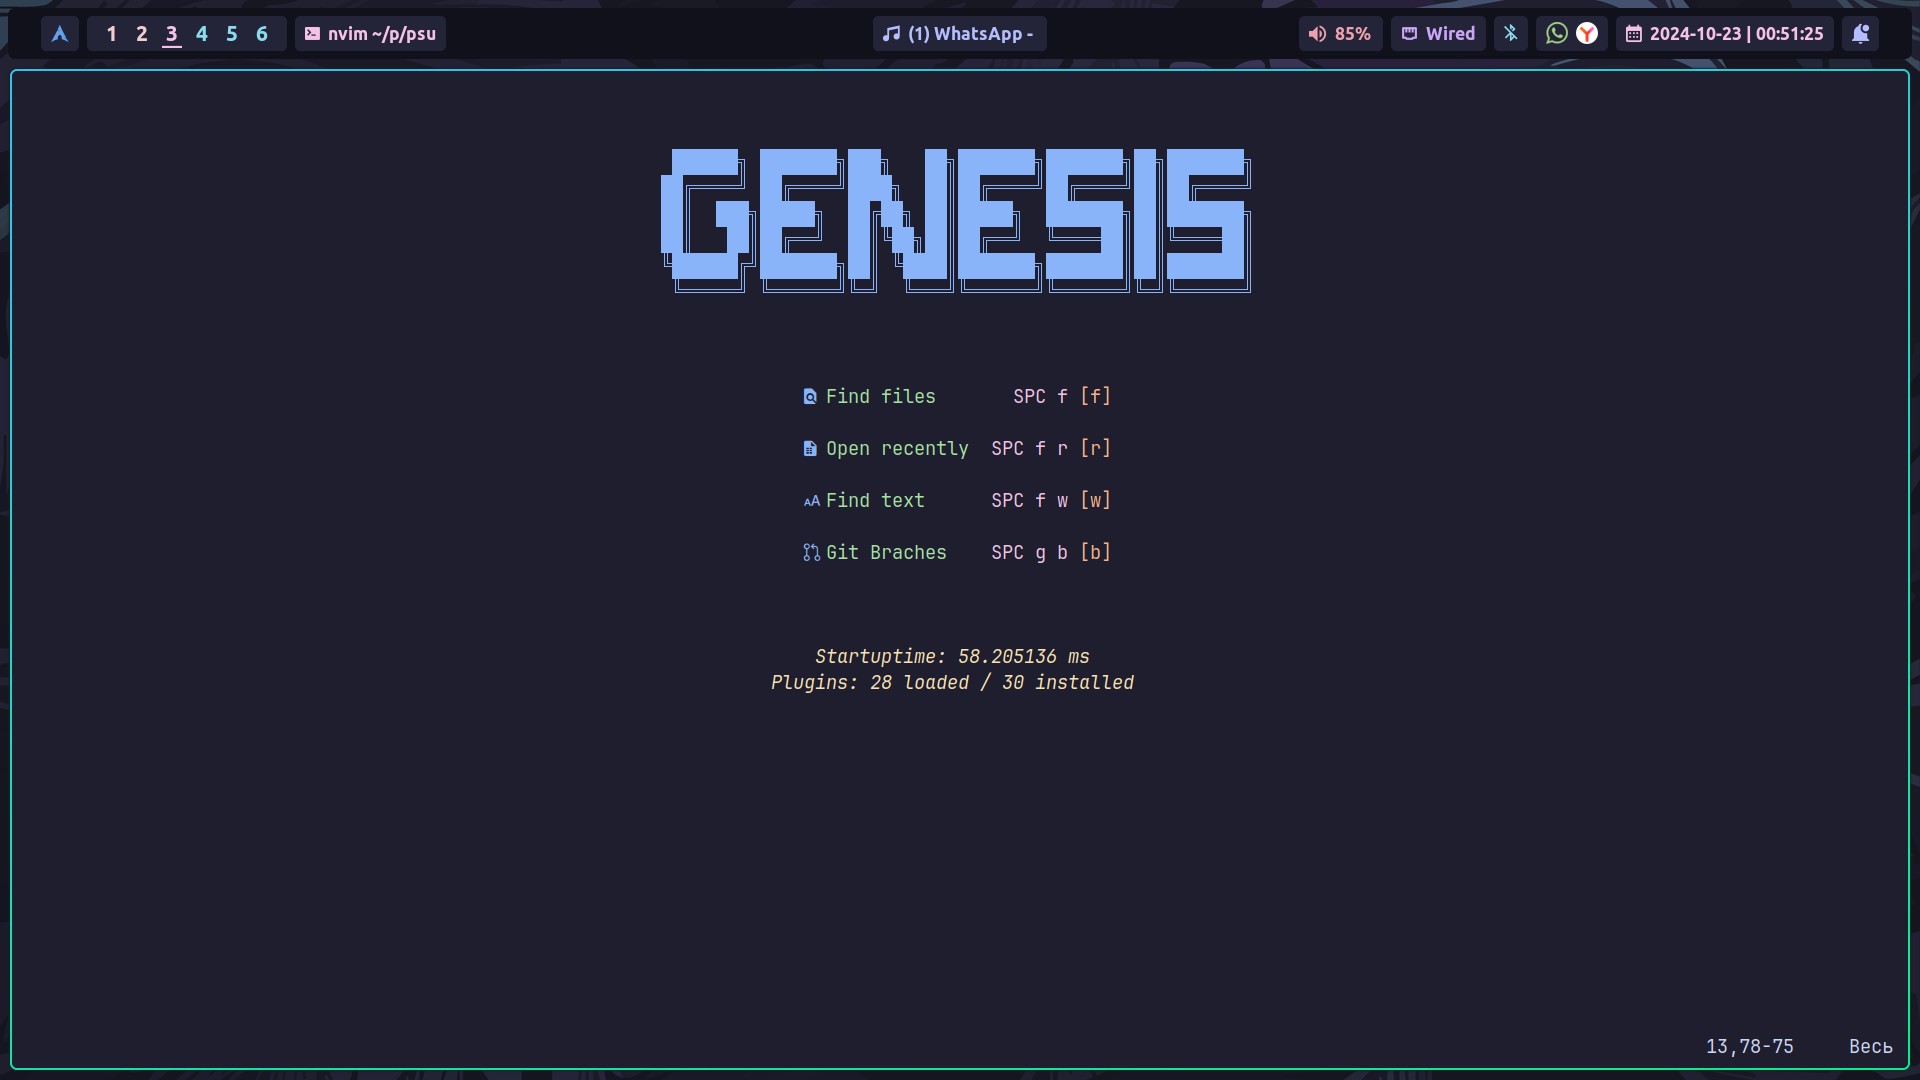 1 2 3 4 5 6 nvim ~/p/psu (1) WhatsApp - 85% Wired 2024-10-23 | 00:51:25
GENESIS
Find files SPC f [f]
Open recently SPC f r [r]
Find text SPC f w [w]
Git Braches SPC g b [b]
Startuptime: 58.205136 ms
Plugins: 28 loaded / 30 installed
13,78-75 Весь